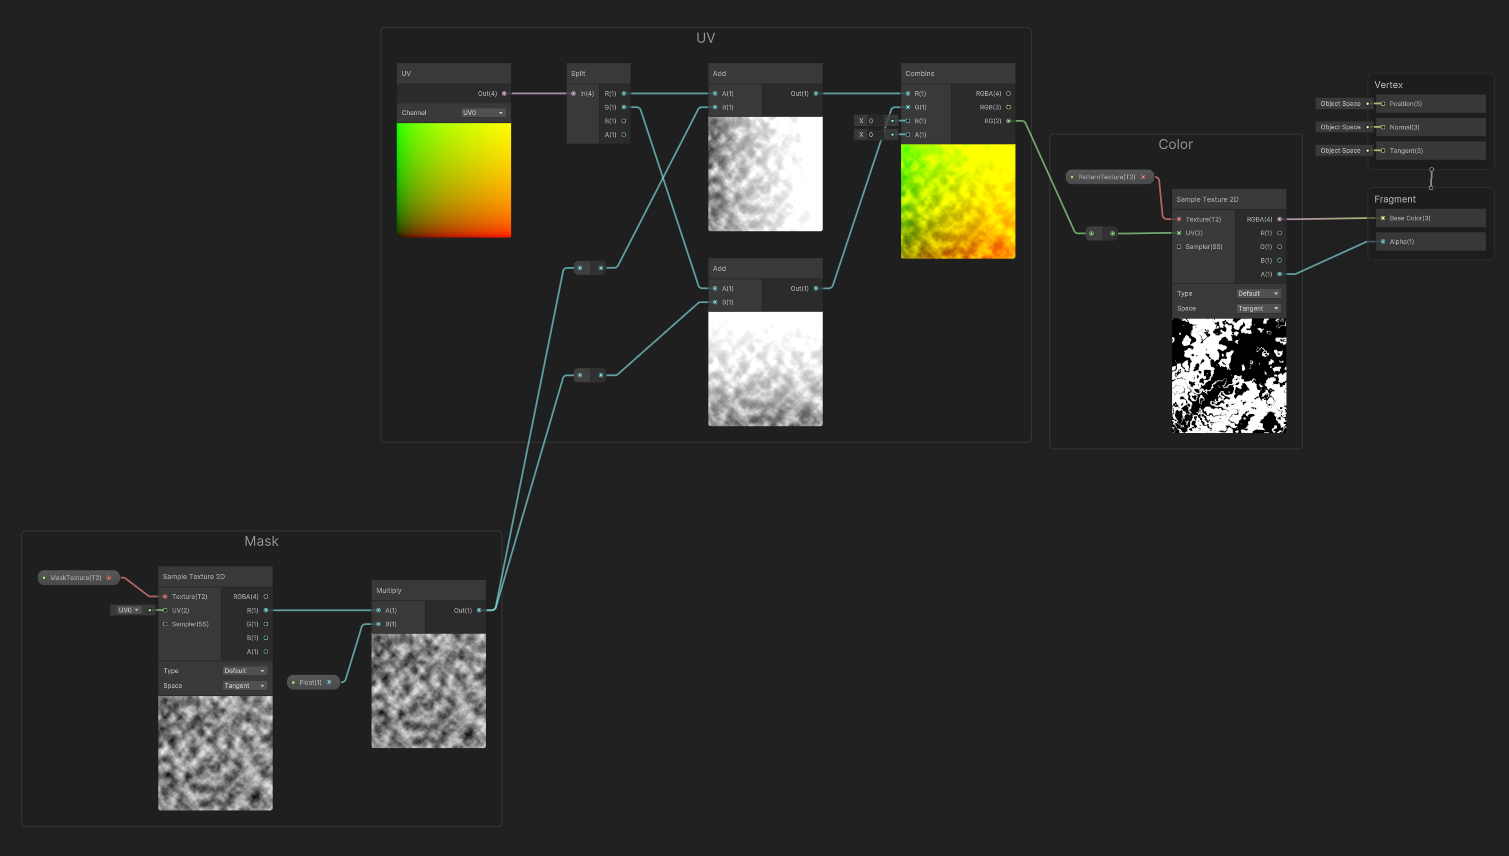 UV
UV
Out(4)
Channel
UV0
Split
In(4)
R(1)
G(1)
B(1)
A(1)
Add
A(1)
Out(1)
B(1)
Add
A(1)
Out(1)
B(1)
Combine
R(1)
RGBA(4)
G(1)
RGB(3)
X 0
B(1)
RG(2)
X 0
A(1)
Color
PatternTexture(T2)
Sample Texture 2D
Texture(T2)
RGBA(4)
UV(2)
R(1)
Sampler(SS)
G(1)
B(1)
A(1)
Type
Default
Space
Tangent
Vertex
Object Space
Position(3)
Object Space
Normal(3)
Object Space
Tangent(3)
Fragment
Base Color(3)
Alpha(1)
Mask
MaskTexture(T2)
Sample Texture 2D
Texture(T2)
RGBA(4)
UV0
UV(2)
R(1)
Sampler(SS)
G(1)
B(1)
A(1)
Type
Default
Space
Tangent
Float(1)
Multiply
A(1)
Out(1)
B(1)